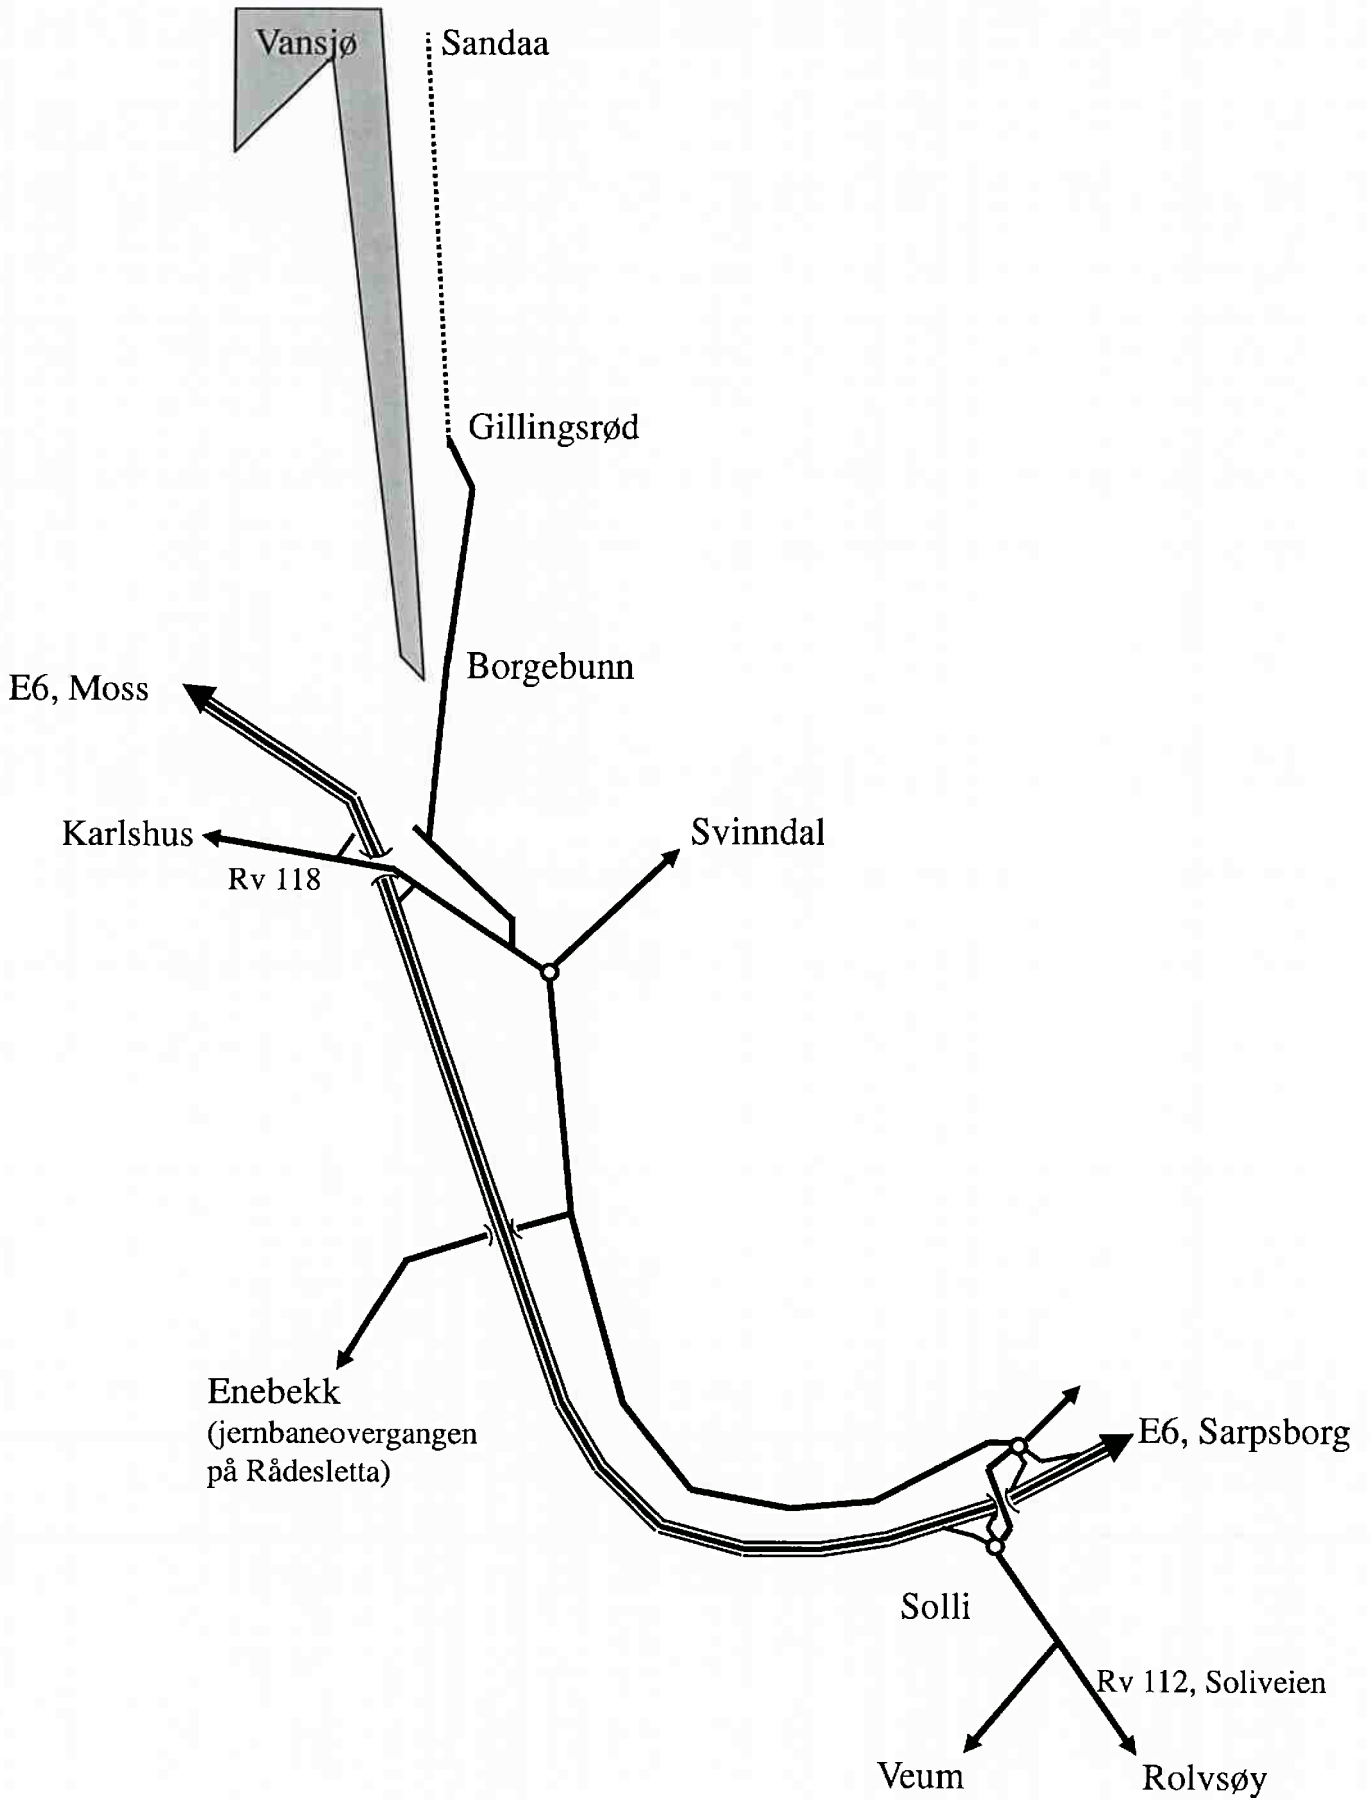 Vansjø
Sandaa
Gillingsrød
Borgebunn
E6, Moss
Karlshus
Svinndal
Rv 118
Enebekk
(jernbaneovergangen
på Rådesletta)
E6, Sarpsborg
Solli
Rv 112, Soliveien
Veum
Rolvsøy